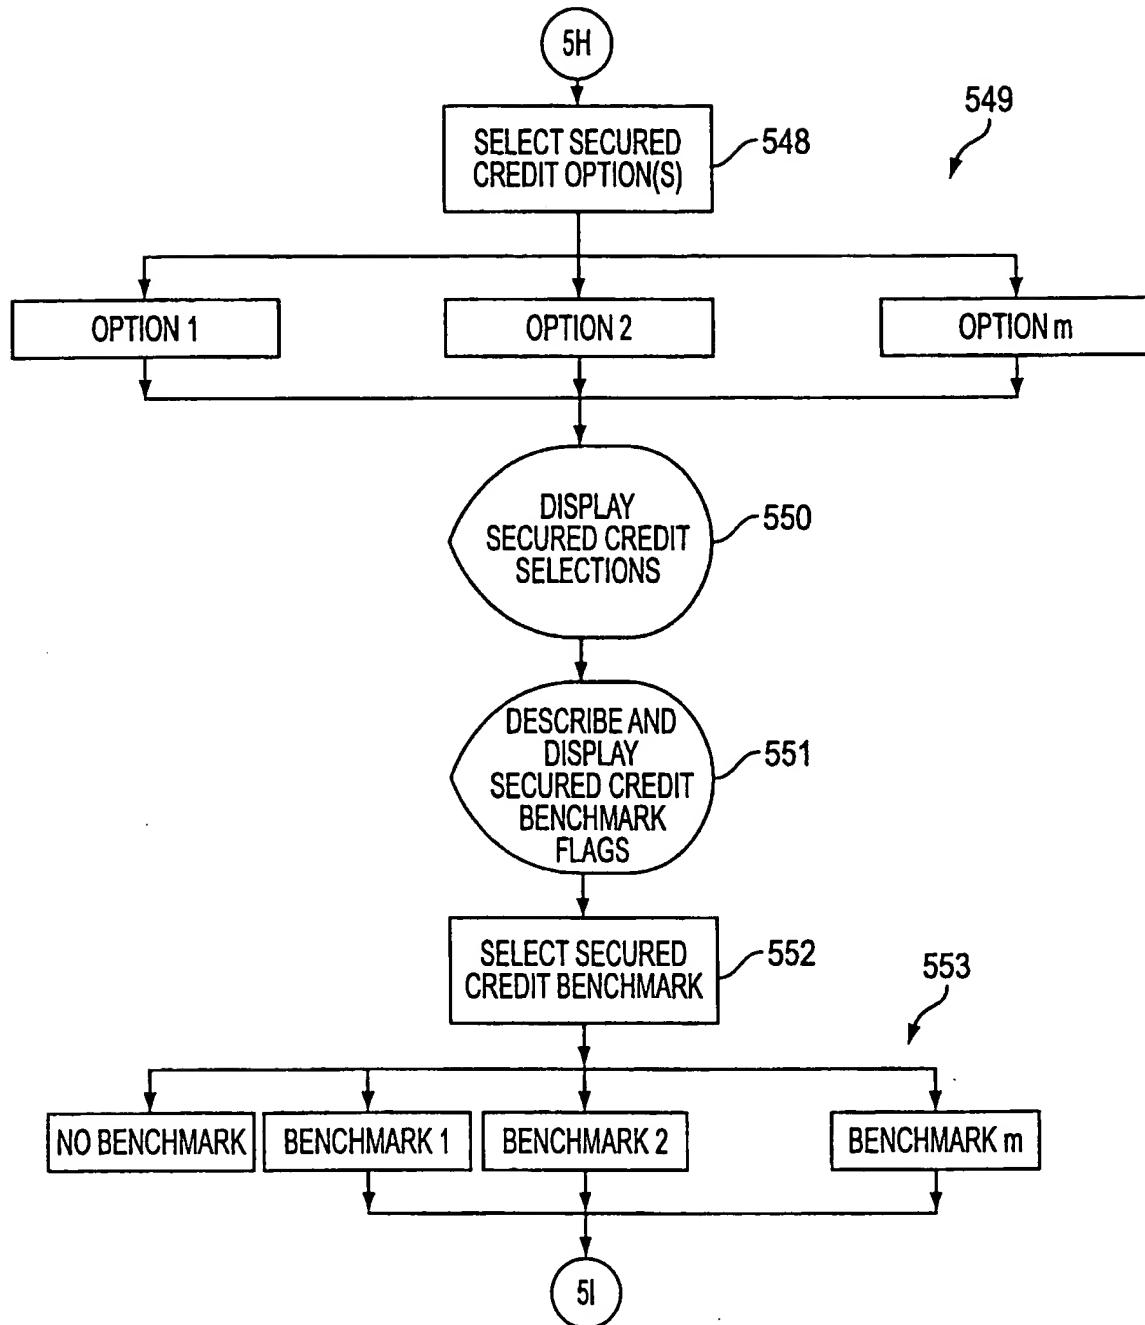 5H
549
SELECT SECURED
CREDIT OPTION(S)
548
OPTION 1
OPTION 2
OPTION m
DISPLAY
SECURED CREDIT
SELECTIONS
550
DESCRIBE AND
DISPLAY
SECURED CREDIT
BENCHMARK
FLAGS
551
SELECT SECURED
CREDIT BENCHMARK
552
553
NO BENCHMARK
BENCHMARK 1
BENCHMARK 2
BENCHMARK m
5I